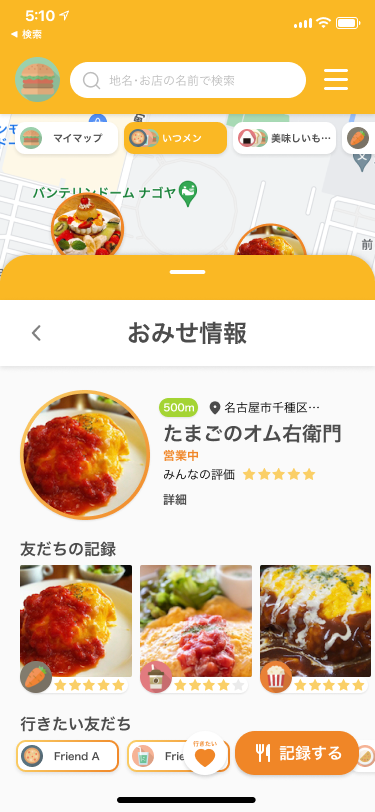 5:10
◀ 検索
地名・お店の名前で検索
マイマップ
いつメン
美味しいも…
バンテリンドーム ナゴヤ
前
おみせ情報
500m
名古屋市千種区…
たまごのオム右衛門
営業中
みんなの評価
詳細
友だちの記録
行きたい友だち
Friend A
Frie
行きたい
記録する